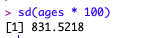 > sd(ages * 100)
[1] 831.5218